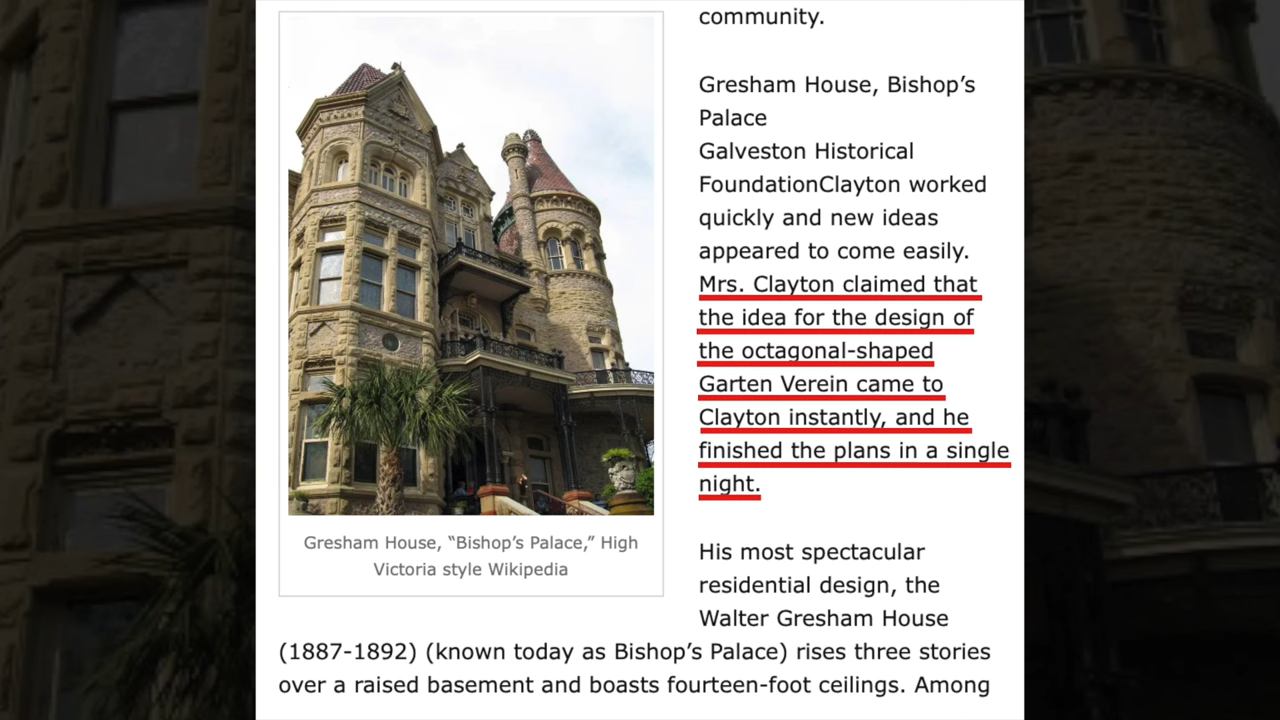 community.
Gresham House, Bishop’s
Palace
Galveston Historical
FoundationClayton worked
quickly and new ideas
appeared to come easily.
Mrs. Clayton claimed that
the idea for the design of
the octagonal-shaped
Garten Verein came to
Clayton instantly, and he
finished the plans in a single
night.
Gresham House, “Bishop’s Palace,” High
Victoria style Wikipedia
His most spectacular
residential design, the
Walter Gresham House
(1887-1892) (known today as Bishop’s Palace) rises three stories
over a raised basement and boasts fourteen-foot ceilings. Among